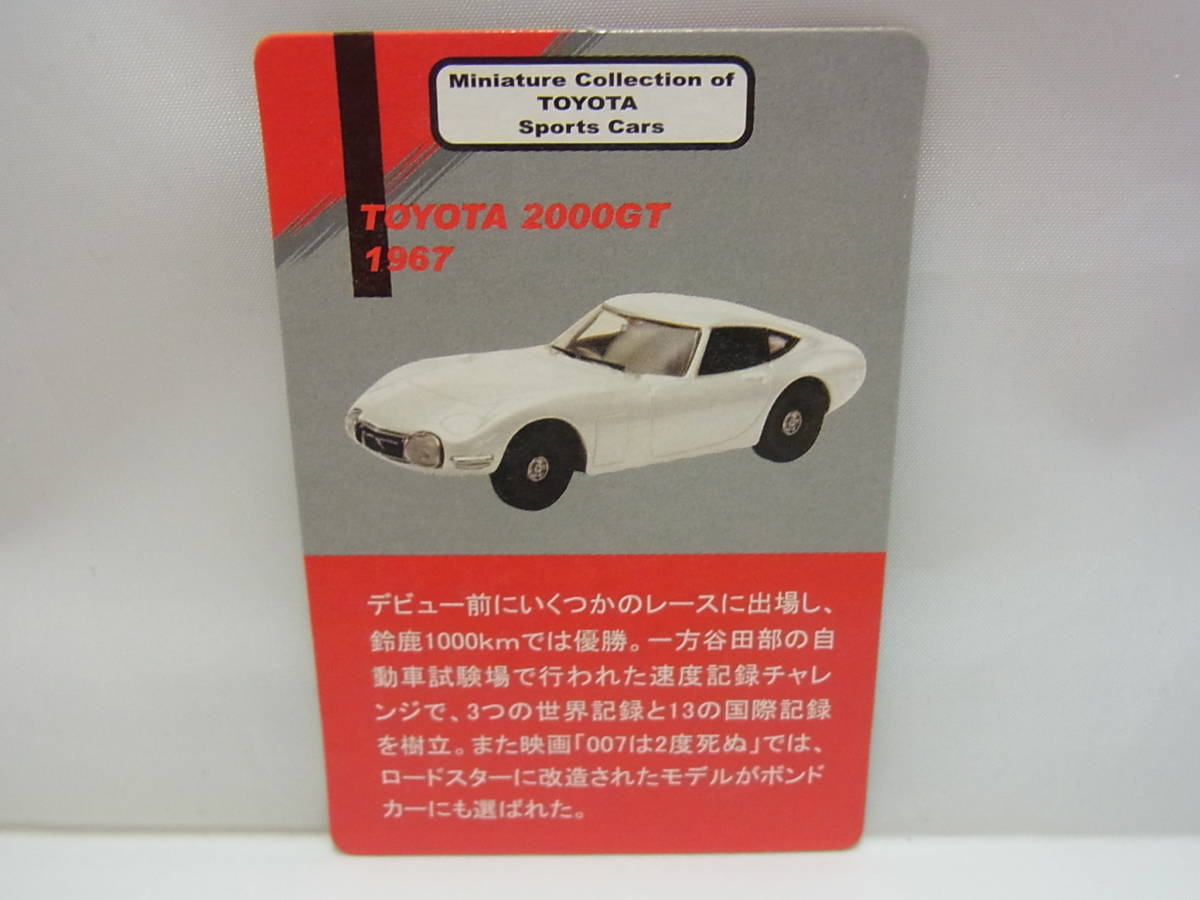 Miniature Collection of
TOYOTA
Sports Cars
TOYOTA 2000GT
1967
デビュー前にいくつかのレースに出場し、
鈴鹿1000kmでは優勝。一方谷田部の自
動車試験場で行われた速度記録チャレ
ンジで、3つの世界記録と13の国際記録
を樹立。また映画「007は2度死ぬ」では、
ロードスターに改造されたモデルがボンド
カーにも選ばれた。